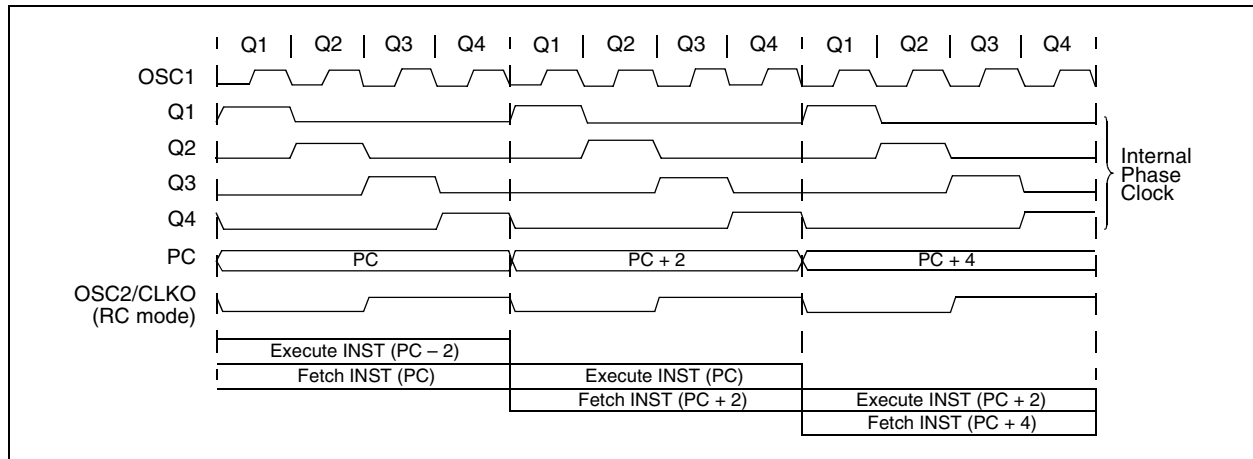 Q1 Q2 Q3 Q4 Q1 Q2 Q3 Q4 Q1 Q2 Q3 Q4
OSC1
Q1
Q2
Q3
Q4
Internal
Phase
Clock
PC PC PC + 2 PC + 4
OSC2/CLKO
(RC mode)
Execute INST (PC – 2)
Fetch INST (PC) Execute INST (PC)
Fetch INST (PC + 2) Execute INST (PC + 2)
Fetch INST (PC + 4)